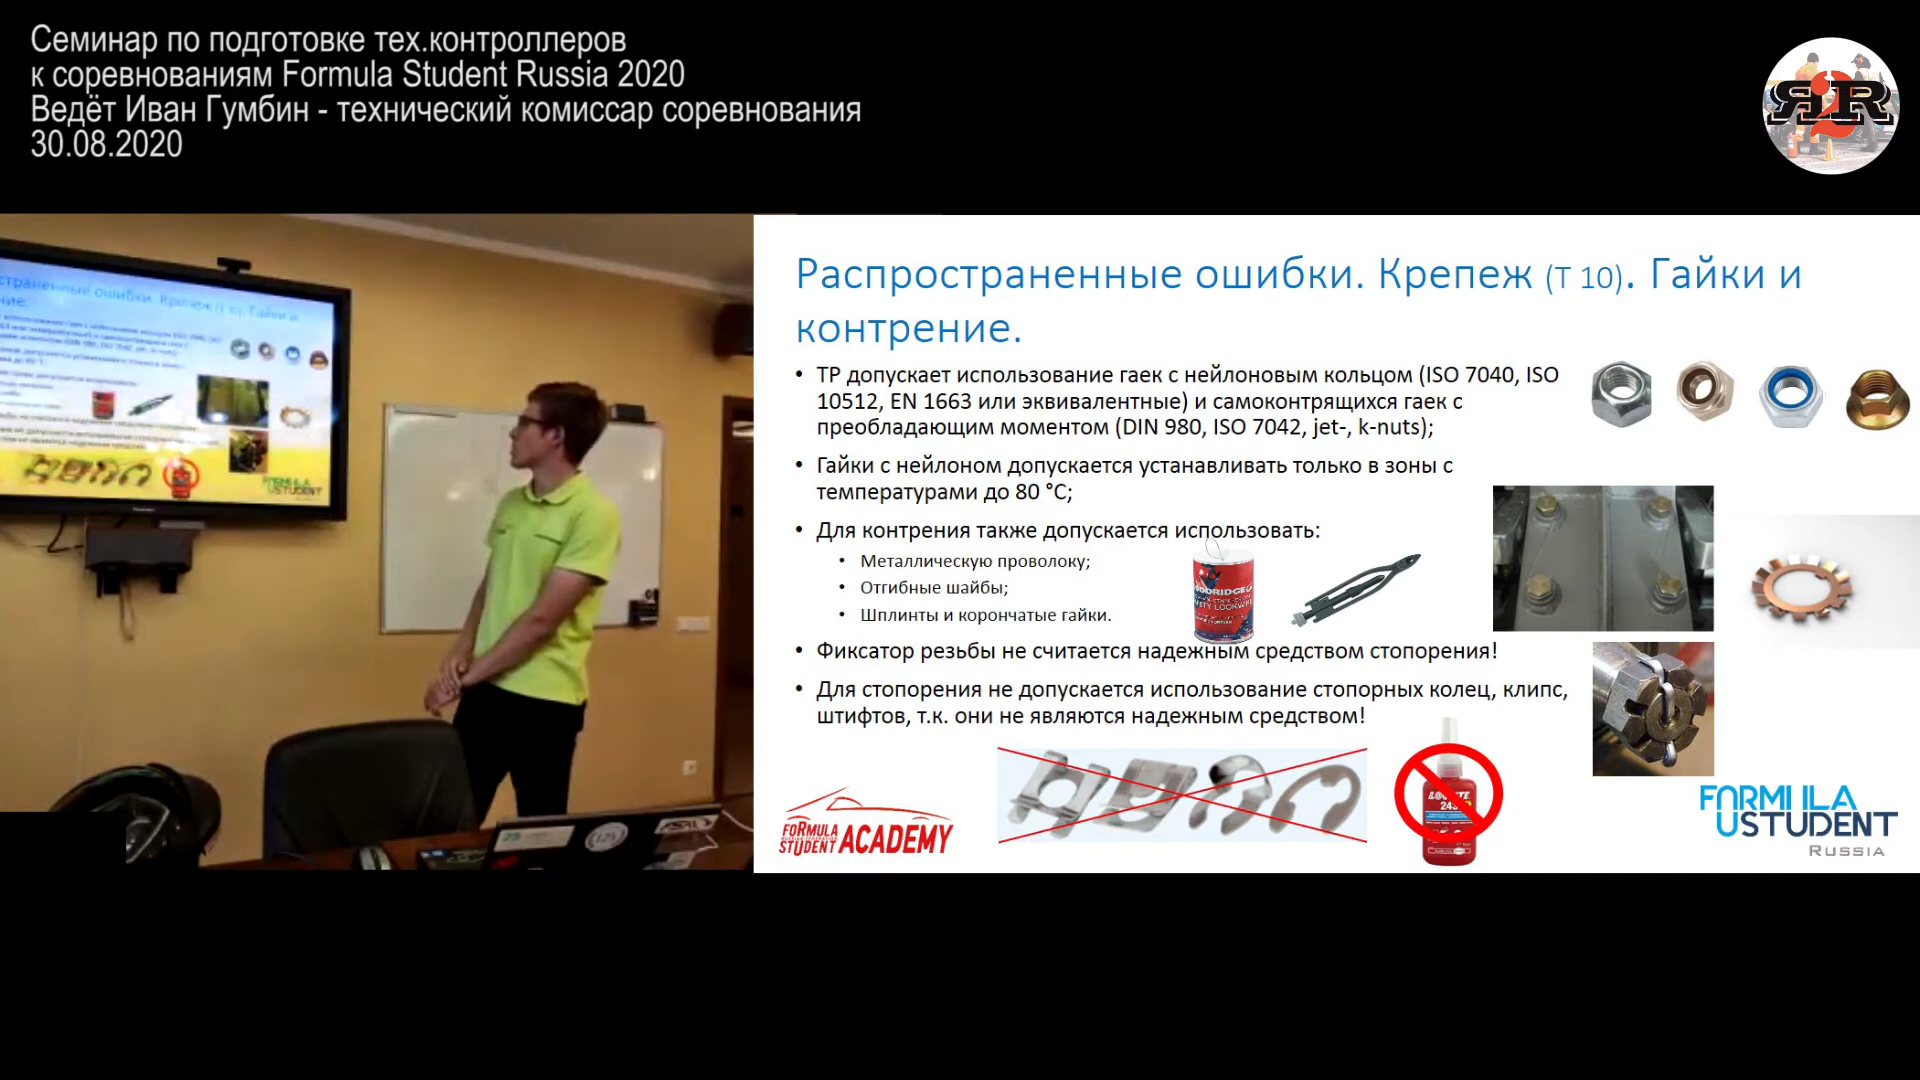 Семинар по подготовке тех.контроллеров
к соревнованиям Formula Student Russia 2020
Ведёт Иван Гумбин - технический комиссар соревнования
30.08.2020
Распространенные ошибки. Крепеж (Т 10). Гайки и
контрение.
• ТР допускает использование гаек с нейлоновым кольцом (ISO 7040, ISO
10512, EN 1663 или эквивалентные) и самоконтрящихся гаек с
преобладающим моментом (DIN 980, ISO 7042, jet-, k-nuts);
• Гайки с нейлоном допускается устанавливать только в зоны с
температурами до 80 °C;
• Для контрения также допускается использовать:
• Металлическую проволоку;
• Отгибные шайбы;
• Шплинты и корончатые гайки.
• Фиксатор резьбы не считается надежным средством стопорения!
• Для стопорения не допускается использование стопорных колец, клипс,
штифтов, т.к. они не являются надежным средством!
FORMULA
STUDENT ACADEMY
LOCTITE
243
FORMULA
STUDENT
RUSSIA